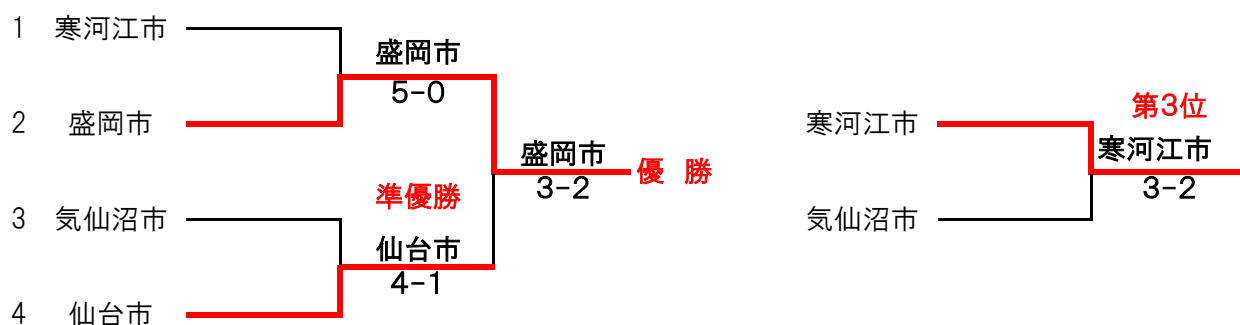 1 寒河江市
盛岡市
5-0
2 盛岡市
盛岡市
3-2
優 勝
準優勝
3 気仙沼市
仙台市
4-1
4 仙台市
第3位
寒河江市
寒河江市
3-2
気仙沼市